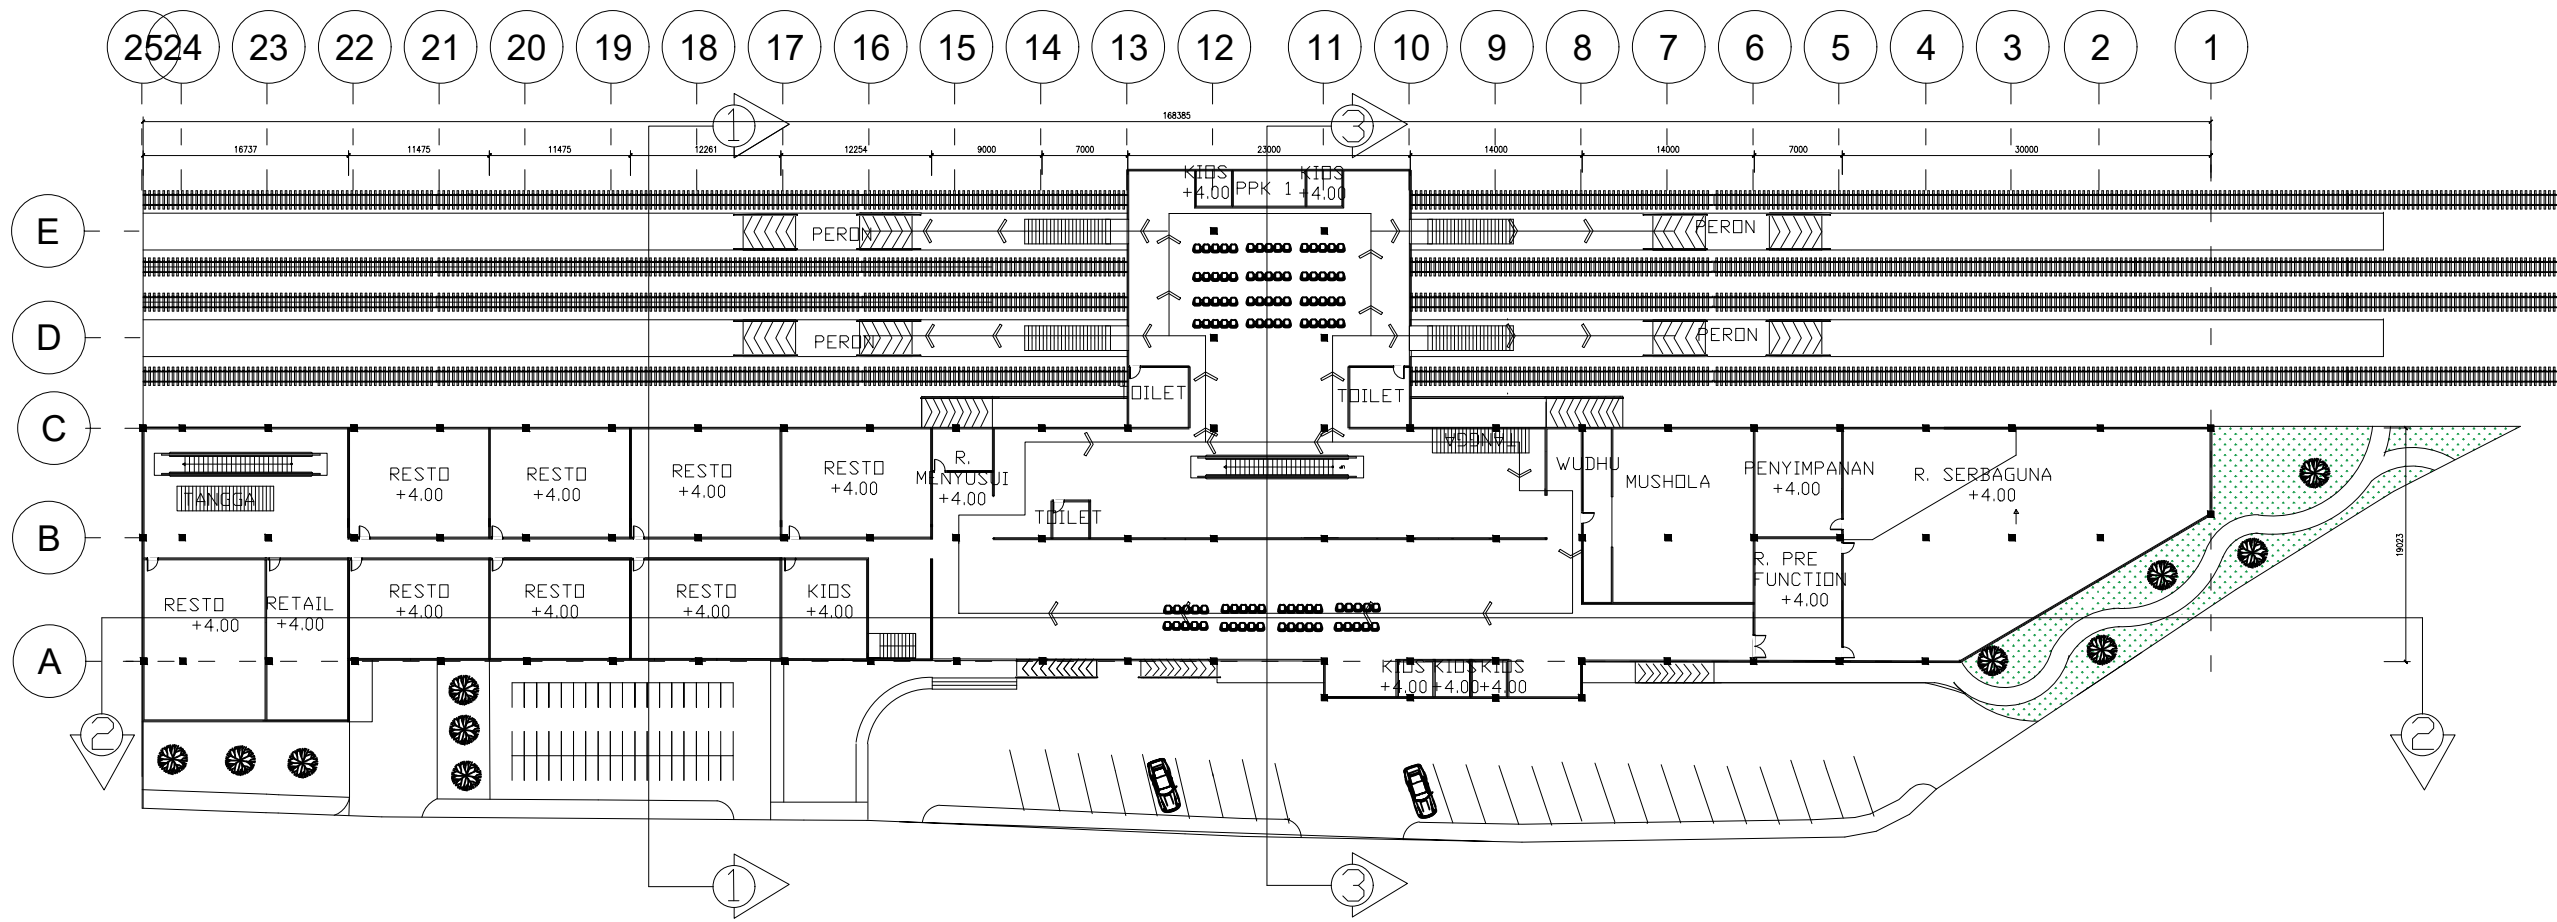 25 24 23 22 21 20 19 18 17 16 15 14 13 12 11 10 9 8 7 6 5 4 3 2 1
1 3
168385
16737 11475 11475 12261 12254 9000 7000 23000 14000 14000 7000 30000
KIOS KIOS
+4.00 PPK 1 +4.00
E PERON PERON
D PERON PERON
OILET TOILET
C
TANGGA
RESTO RESTO RESTO RESTO R. WUDHU PENYIMPANAN R. SERBAGUNA
+4.00 +4.00 +4.00 +4.00 MENYUSUI MUSHOLA +4.00 +4.00
TANGGA +4.00
TOILET
B 19023
R. PRE
FUNCTION
RESTO RETAIL RESTO RESTO RESTO KIOS +4.00
+4.00 +4.00 +4.00 +4.00 +4.00 +4.00
A
KIOS KIOS KIOS
+4.00 +4.00 +4.00
2 2
1 3